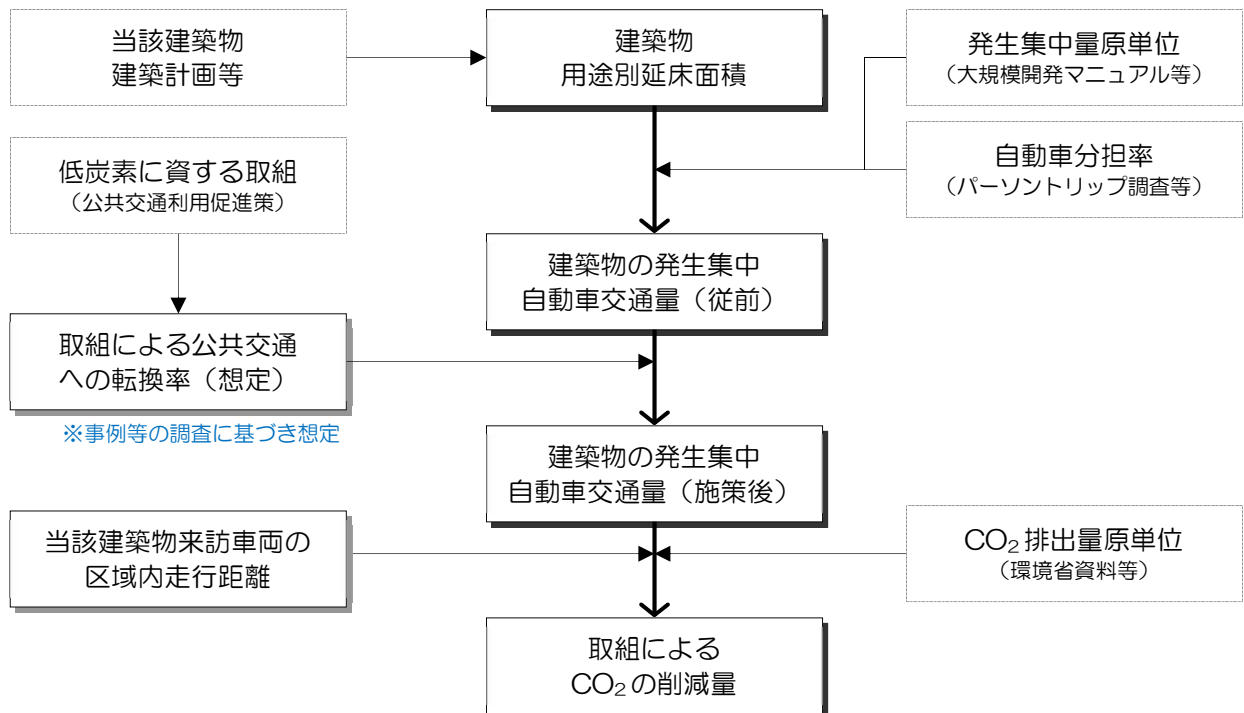 当該建築物
建築計画等
建築物
用途別延床面積
発生集中量原単位
（大規模開発マニュアル等）
低炭素に資する取組
（公共交通利用促進策）
自動車分担率
（パーソントリップ調査等）
建築物の発生集中
自動車交通量（従前）
取組による公共交通
への転換率（想定）
※事例等の調査に基づき想定
建築物の発生集中
自動車交通量（施策後）
当該建築物来訪車両の
区域内走行距離
CO₂排出量原単位
（環境省資料等）
取組による
CO₂の削減量